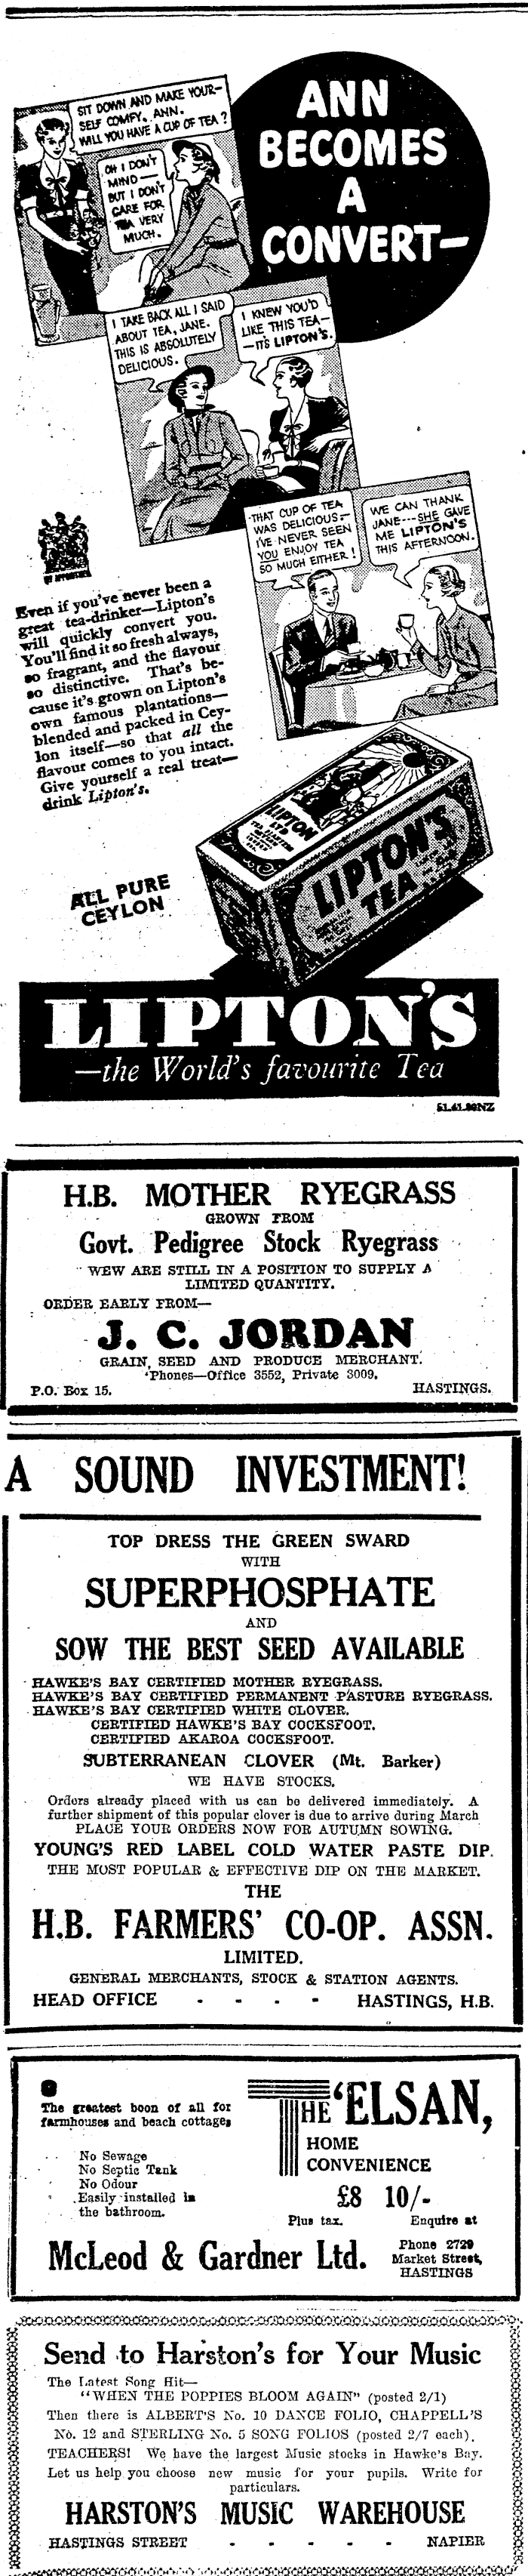 ANN
BECOMES
A
CONVERT—
SIT DOWN AND MAKE YOUR-
SELF COMFY, ANN.
WILL YOU HAVE A CUP OF TEA?
OH I DON'T
MIND —
BUT I DON'T
CARE FOR
TEA VERY
MUCH.
I TAKE BACK ALL I SAID
ABOUT TEA, JANE.
THIS IS ABSOLUTELY
DELICIOUS.
I KNEW YOU'D
LIKE THIS TEA—
—IT'S LIPTON'S.
THAT CUP OF TEA
WAS DELICIOUS—
I'VE NEVER SEEN
YOU ENJOY TEA
SO MUCH EITHER!
WE CAN THANK
JANE---SHE GAVE
ME LIPTON'S
THIS AFTERNOON.
Even if you've never been a
great tea-drinker—Lipton's
will quickly convert you.
You'll find it so fresh always,
so fragrant, and the flavour
so distinctive. That's be-
cause it's grown on Lipton's
own famous plantations—
blended and packed in Cey-
lon itself—so that all the
flavour comes to you intact.
Give yourself a real treat—
drink Lipton's.
LIPTON
LTD
LIPTON'S
TEA
ALL PURE
CEYLON
LIPTON'S
—the World's favourite Tea
H.B. MOTHER RYEGRASS
GROWN FROM
Govt. Pedigree Stock Ryegrass
WEW ARE STILL IN A POSITION TO SUPPLY A
LIMITED QUANTITY.
ORDER EARLY FROM—
J. C. JORDAN
GRAIN, SEED AND PRODUCE MERCHANT.
'Phones—Office 3552, Private 3009.
P.O. Box 15. HASTINGS.
A SOUND INVESTMENT!
TOP DRESS THE GREEN SWARD
WITH
SUPERPHOSPHATE
AND
SOW THE BEST SEED AVAILABLE
HAWKE'S BAY CERTIFIED MOTHER RYEGRASS.
HAWKE'S BAY CERTIFIED PERMANENT PASTURE RYEGRASS.
HAWKE'S BAY CERTIFIED WHITE CLOVER.
CERTIFIED HAWKE'S BAY COCKSFOOT.
CERTIFIED AKAROA COCKSFOOT.
SUBTERRANEAN CLOVER (Mt. Barker)
WE HAVE STOCKS.
Orders already placed with us can be delivered immediately. A
further shipment of this popular clover is due to arrive during March
PLACE YOUR ORDERS NOW FOR AUTUMN SOWING.
YOUNG'S RED LABEL COLD WATER PASTE DIP.
THE MOST POPULAR & EFFECTIVE DIP ON THE MARKET.
THE
H.B. FARMERS' CO-OP. ASSN.
LIMITED.
GENERAL MERCHANTS, STOCK & STATION AGENTS.
HEAD OFFICE - - - - HASTINGS, H.B.
The greatest boon of all for
farmhouses and beach cottages
No Sewage
No Septic Tank
No Odour
Easily installed in
the bathroom.
THE 'ELSAN,
HOME
CONVENIENCE
£8 10/-
Plus tax. Enquire at
McLeod & Gardner Ltd.
Phone 2729
Market Street,
HASTINGS
Send to Harston's for Your Music
The Latest Song Hit—
"WHEN THE POPPIES BLOOM AGAIN" (posted 2/1)
Then there is ALBERT'S No. 10 DANCE FOLIO, CHAPPELL'S
No. 12 and STERLING No. 5 SONG FOLIOS (posted 2/7 each).
TEACHERS! We have the largest Music stocks in Hawke's Bay.
Let us help you choose new music for your pupils. Write for
particulars.
HARSTON'S MUSIC WAREHOUSE
HASTINGS STREET - - - - - NAPIER